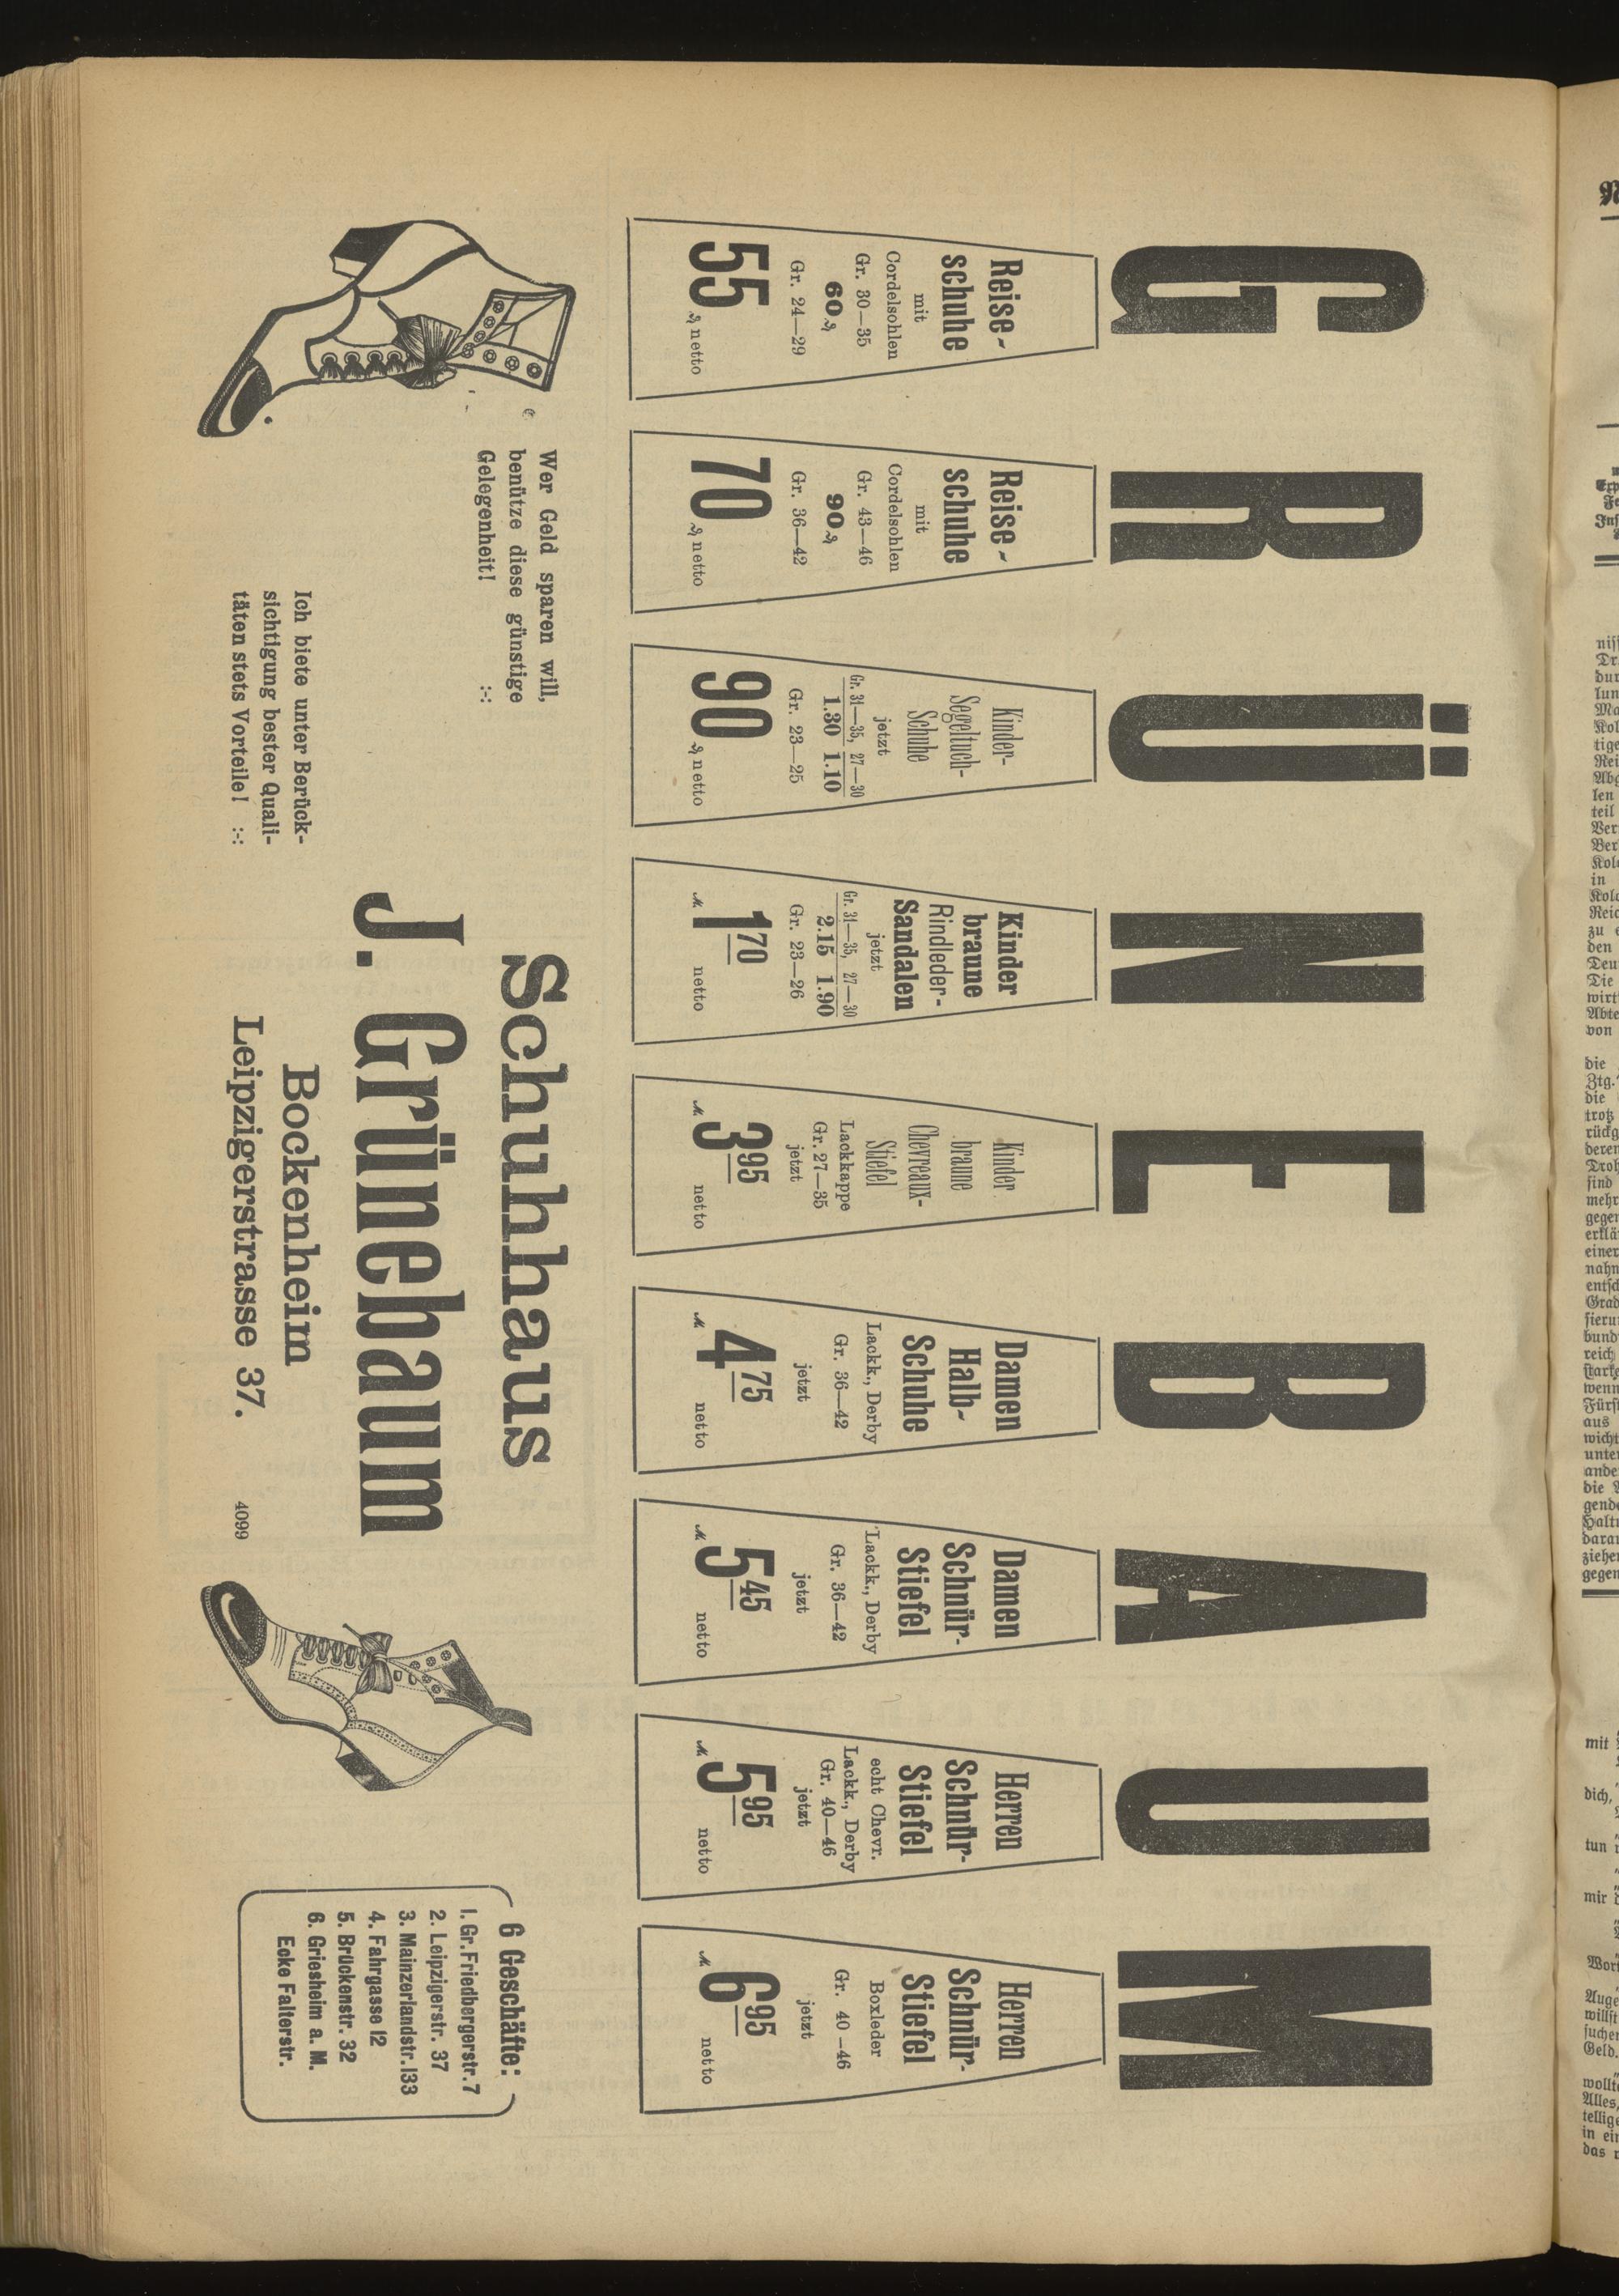 GRÜNEBAUM
Reise-
schuhe
mit
Cordelsohlen
Gr. 30—35
60 ₰
Gr. 24—29
55 ₰ netto
Reise-
schuhe
mit
Cordelsohlen
Gr. 43—46
90 ₰
Gr. 36—42
70 ₰ netto
Kinder-
Segeltuch-
Schuhe
jetzt
Gr. 31—35, 27—30
1.30 1.10
Gr. 23—25
90 ₰ netto
Kinder
braune
Rindleder-
Sandalen
jetzt
Gr. 31—35, 27—30
2.15 1.90
Gr. 23—26
ℳ 1 70 netto
Kinder
braune
Chevreaux-
Stiefel
Lackkappe
Gr. 27—35
jetzt
ℳ 3 95 netto
Damen
Halb-
Schuhe
Lackk., Derby
Gr. 36—42
jetzt
ℳ 4 75 netto
Damen
Schnür-
Stiefel
Lackk., Derby
Gr. 36—42
jetzt
ℳ 5 45 netto
Herren
Schnür-
Stiefel
echt Chevr.
Lackk., Derby
Gr. 40—46
jetzt
ℳ 5 95 netto
Herren
Schnür-
Stiefel
Boxleder
Gr. 40—46
jetzt
ℳ 6 95 netto
Wer Geld sparen will,
benütze diese günstige
Gelegenheit! :-:
Ich biete unter Berück-
sichtigung bester Quali-
täten stets Vorteile! :-:
Schuhhaus
J. Grünebaum
Bockenheim
Leipzigerstrasse 37.
4099
6 Geschäfte:
1. Gr. Friedbergerstr. 7
2. Leipzigerstr. 37
3. Mainzerlandstr. 133
4. Fahrgasse 12
5. Brückenstr. 32
6. Griesheim a. M.
Ecke Falterstr.